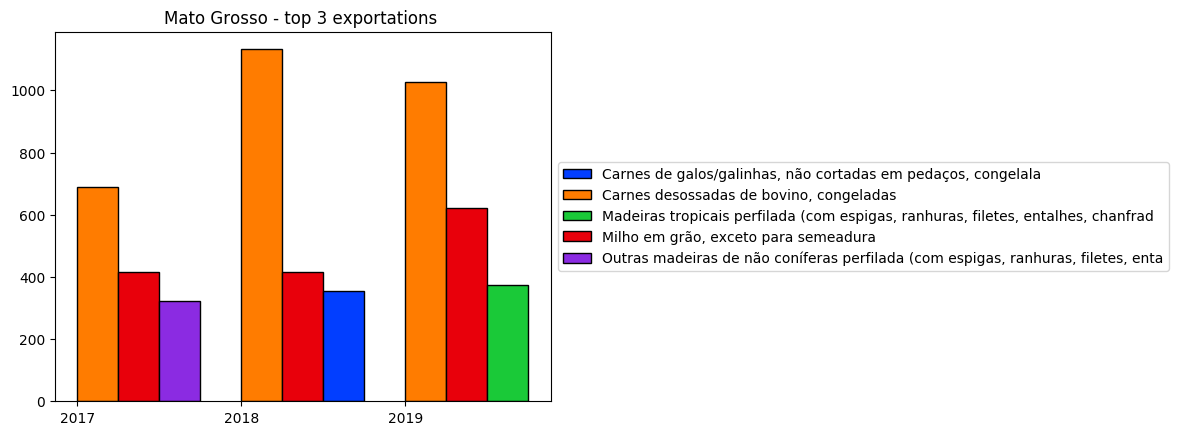 Mato Grosso - top 3 exportations
1000
800
600
400
200
0
2017 2018 2019
Carnes de galos/galinhas, não cortadas em pedaços, congelala
Carnes desossadas de bovino, congeladas
Madeiras tropicais perfilada (com espigas, ranhuras, filetes, entalhes, chanfrad
Milho em grão, exceto para semeadura
Outras madeiras de não coníferas perfilada (com espigas, ranhuras, filetes, enta